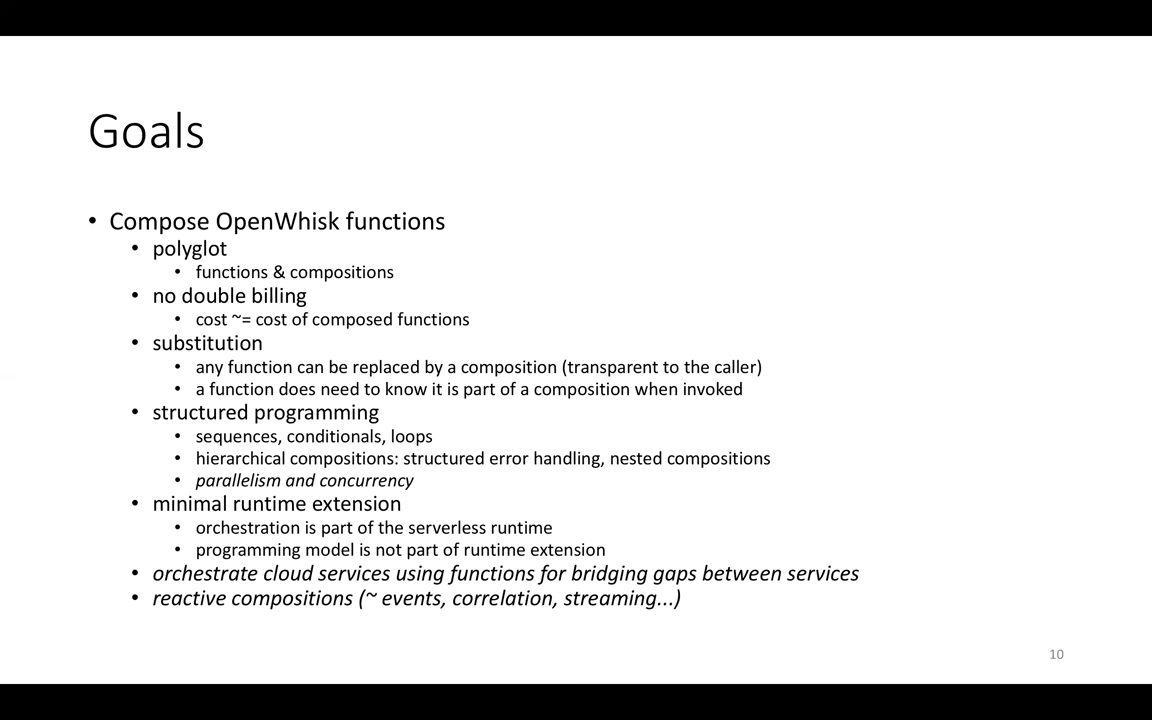 Goals
• Compose OpenWhisk functions
• polyglot
• functions & compositions
• no double billing
• cost ~= cost of composed functions
• substitution
• any function can be replaced by a composition (transparent to the caller)
• a function does need to know it is part of a composition when invoked
• structured programming
• sequences, conditionals, loops
• hierarchical compositions: structured error handling, nested compositions
• parallelism and concurrency
• minimal runtime extension
• orchestration is part of the serverless runtime
• programming model is not part of runtime extension
• orchestrate cloud services using functions for bridging gaps between services
• reactive compositions (~ events, correlation, streaming...)
10